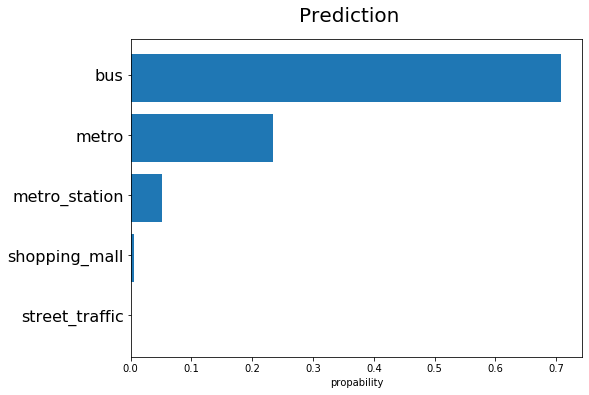 Prediction
bus
metro
metro_station
shopping_mall
street_traffic
0.0 0.1 0.2 0.3 0.4 0.5 0.6 0.7
propability